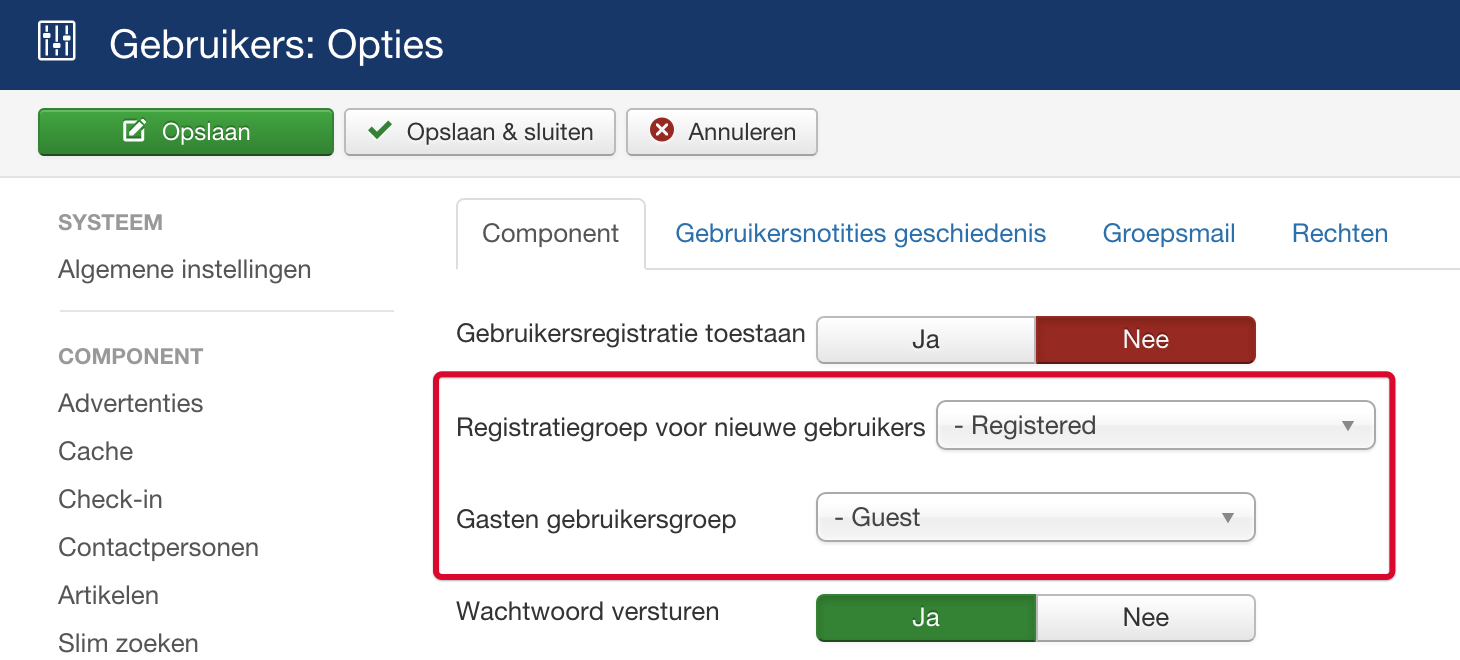 Gebruikers: Opties
Opslaan
Opslaan & sluiten
Annuleren
SYSTEEM
Algemene instellingen
COMPONENT
Advertenties
Cache
Check-in
Contactpersonen
Artikelen
Slim zoeken
Component
Gebruikersnotities geschiedenis
Groepsmail
Rechten
Gebruikersregistratie toestaan
Ja
Nee
Registratiegroep voor nieuwe gebruikers
- Registered
Gasten gebruikersgroep
- Guest
Wachtwoord versturen
Ja
Nee